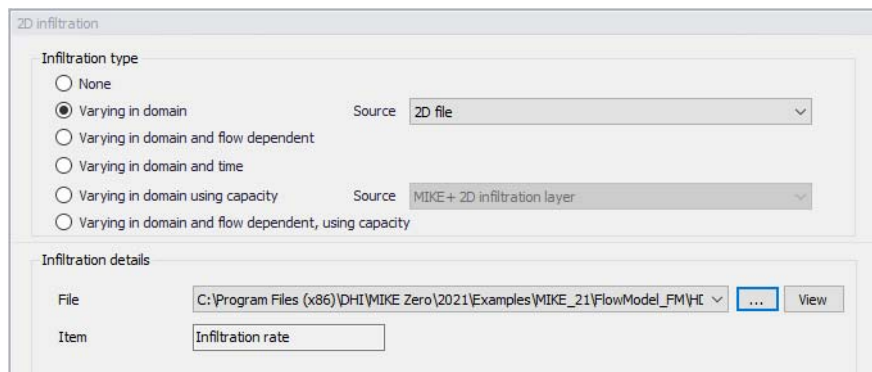 2D infiltration
Infiltration type
None
Varying in domain Source 2D file
Varying in domain and flow dependent
Varying in domain and time
Varying in domain using capacity Source MIKE+ 2D infiltration layer
Varying in domain and flow dependent, using capacity
Infiltration details
File C:\Program Files (x86)\DHI\MIKE Zero\2021\Examples\MIKE_21\FlowModel_FM\HD ... View
Item Infiltration rate